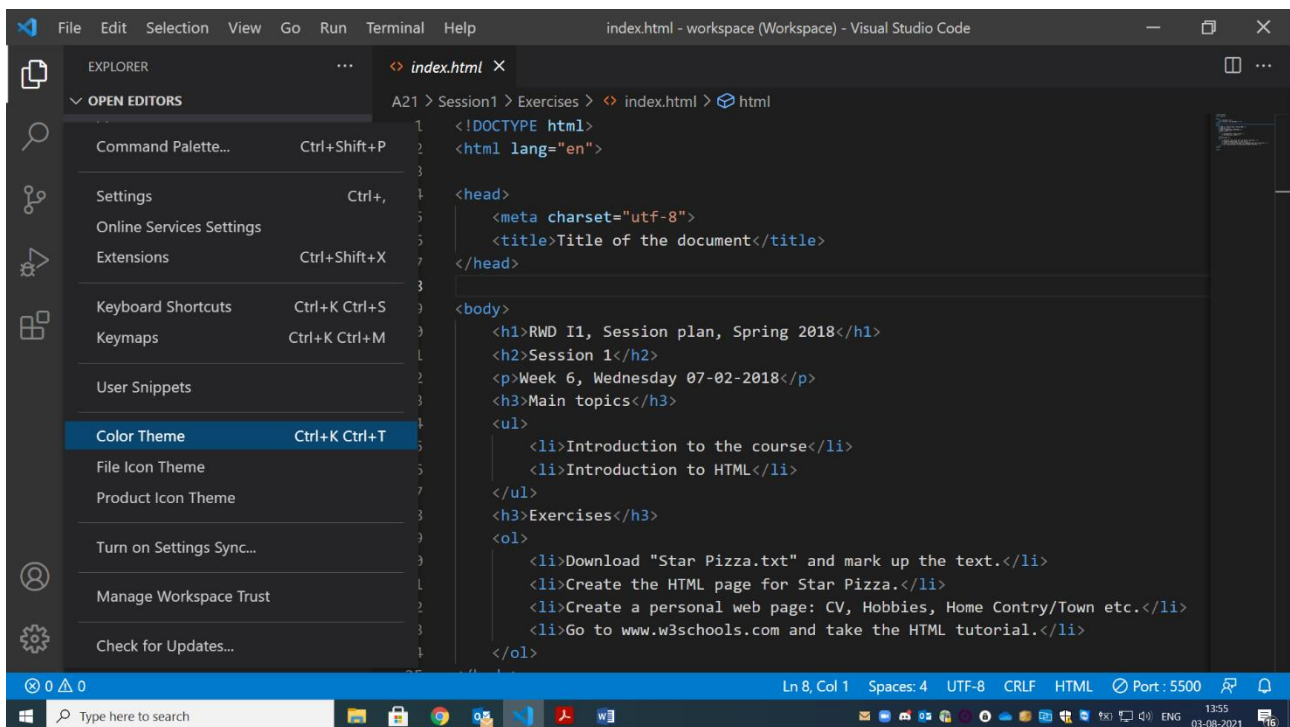 File Edit Selection View Go Run Terminal Help index.html - workspace (Workspace) - Visual Studio Code
EXPLORER
index.html
OPEN EDITORS
A21 > Session1 > Exercises > index.html > html
Command Palette... Ctrl+Shift+P
Settings Ctrl+,
Online Services Settings
Extensions Ctrl+Shift+X
Keyboard Shortcuts Ctrl+K Ctrl+S
Keymaps Ctrl+K Ctrl+M
User Snippets
Color Theme Ctrl+K Ctrl+T
File Icon Theme
Product Icon Theme
Turn on Settings Sync...
Manage Workspace Trust
Check for Updates...
<!DOCTYPE html>
<html lang="en">
<head>
<meta charset="utf-8">
<title>Title of the document</title>
</head>
<body>
<h1>RWD I1, Session plan, Spring 2018</h1>
<h2>Session 1</h2>
<p>Week 6, Wednesday 07-02-2018</p>
<h3>Main topics</h3>
<ul>
<li>Introduction to the course</li>
<li>Introduction to HTML</li>
</ul>
<h3>Exercises</h3>
<ol>
<li>Download "Star Pizza.txt" and mark up the text.</li>
<li>Create the HTML page for Star Pizza.</li>
<li>Create a personal web page: CV, Hobbies, Home Contry/Town etc.</li>
<li>Go to www.w3schools.com and take the HTML tutorial.</li>
</ol>
0 0 Ln 8, Col 1 Spaces: 4 UTF-8 CRLF HTML Port : 5500
Type here to search ENG 13:55
03-08-2021 16